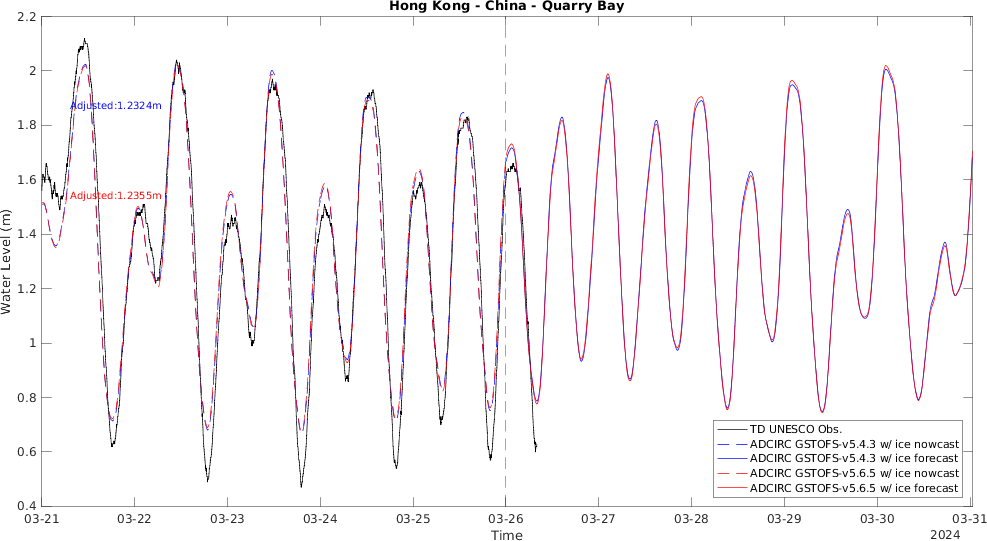 Hong Kong - China - Quarry Bay
Water Level (m)
2.2
2
1.8
1.6
1.4
1.2
1
0.8
0.6
0.4
Adjusted:1.2324m
Adjusted:1.2355m
TD UNESCO Obs.
ADCIRC GSTOFS-v5.4.3 w/ ice nowcast
ADCIRC GSTOFS-v5.4.3 w/ ice forecast
ADCIRC GSTOFS-v5.6.5 w/ ice nowcast
ADCIRC GSTOFS-v5.6.5 w/ ice forecast
03-21 03-22 03-23 03-24 03-25 03-26 03-27 03-28 03-29 03-30 03-31
Time
2024